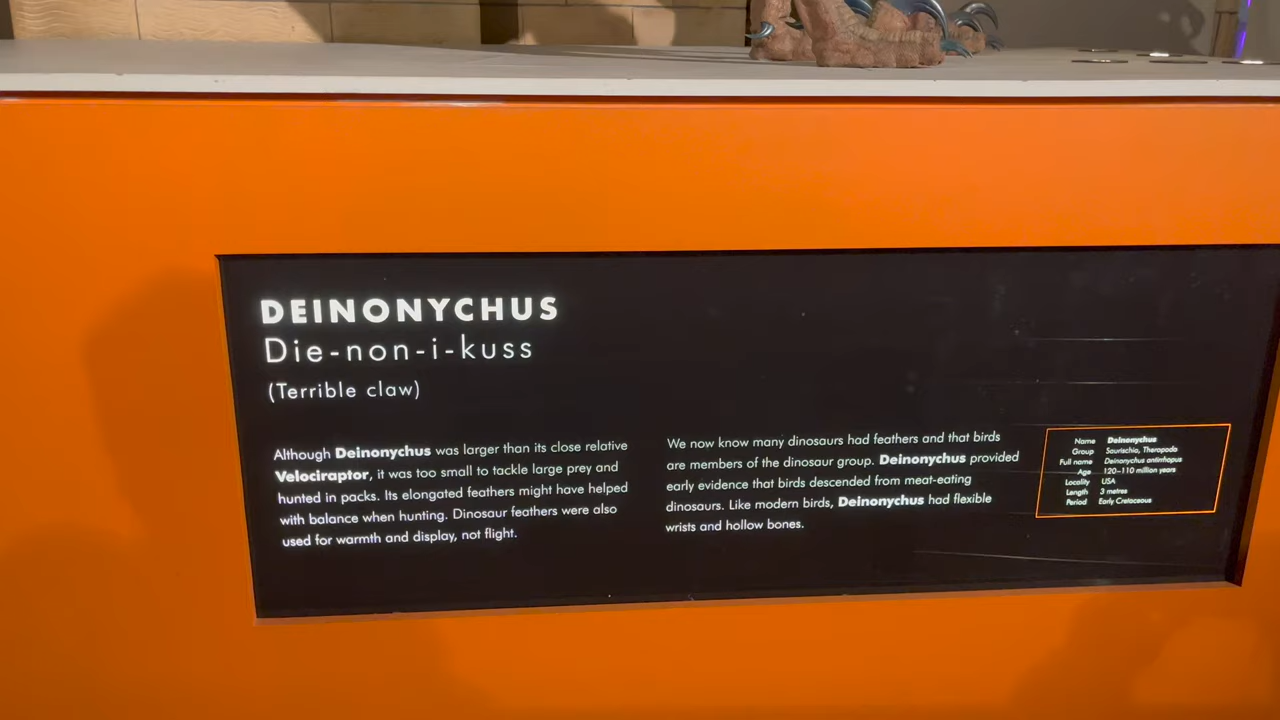 DEINONYCHUS
Die-non-i-kuss
(Terrible claw)
Although Deinonychus was larger than its close relative
Velociraptor, it was too small to tackle large prey and
hunted in packs. Its elongated feathers might have helped
with balance when hunting. Dinosaur feathers were also
used for warmth and display, not flight.
We now know many dinosaurs had feathers and that birds
are members of the dinosaur group. Deinonychus provided
early evidence that birds descended from meat-eating
dinosaurs. Like modern birds, Deinonychus had flexible
wrists and hollow bones.
Name Deinonychus
Group Saurischia, Theropoda
Full name Deinonychus antirrhopus
Age 120–110 million years
Locality USA
Length 3 metres
Period Early Cretaceous